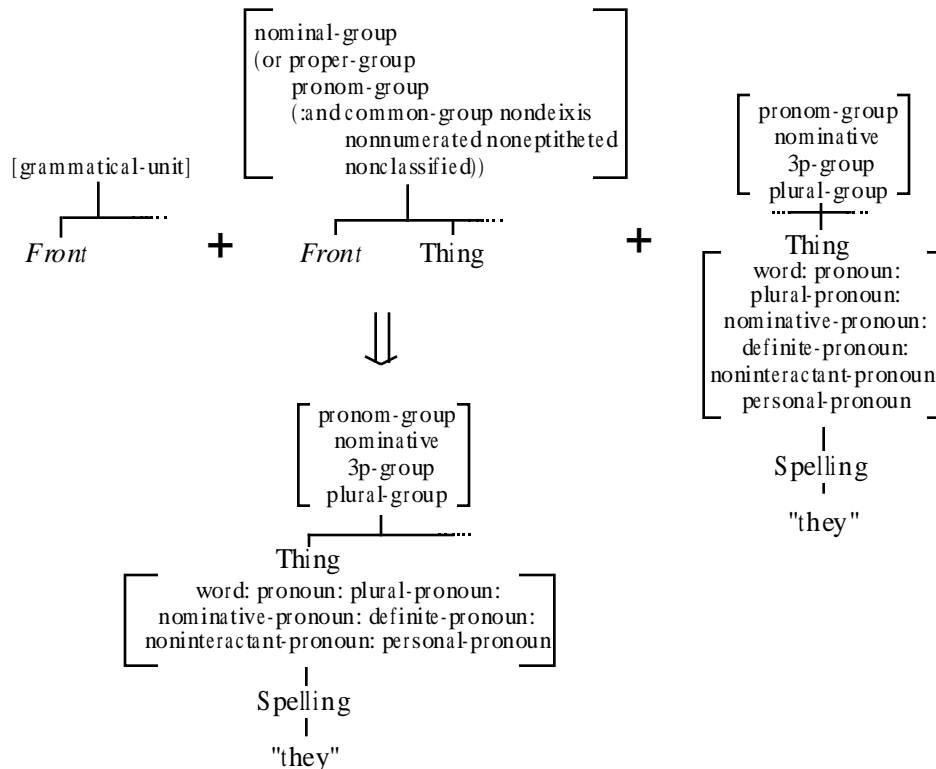 [grammatical-unit]
Front
+
nominal-group
(or proper-group
pronom-group
(:and common-group nondeixis
nonnumerated noneptitheted
nonclassified))
Front Thing
+
pronom-group
nominative
3p-group
plural-group
Thing
word: pronoun:
plural-pronoun:
nominative-pronoun:
definite-pronoun:
noninteractant-pronoun
personal-pronoun
Spelling
"they"
pronom-group
nominative
3p-group
plural-group
Thing
word: pronoun: plural-pronoun:
nominative-pronoun: definite-pronoun:
noninteractant-pronoun: personal-pronoun
Spelling
"they"